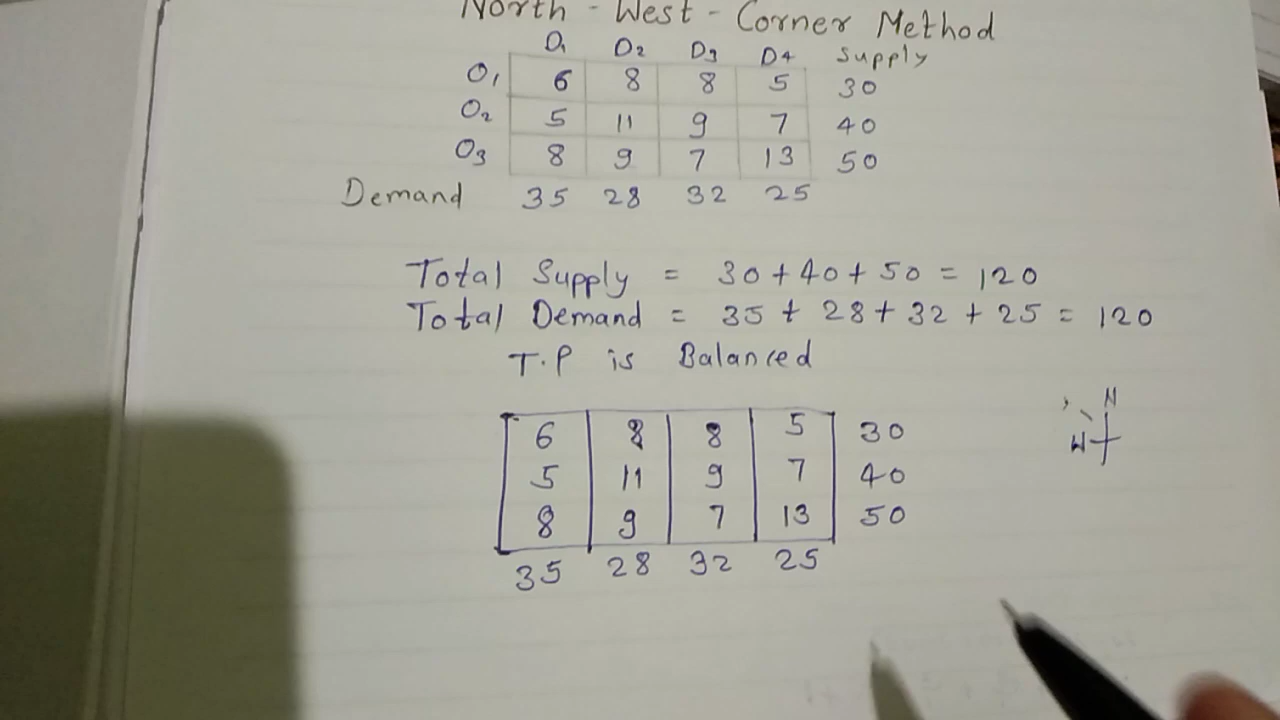 North - West - Corner Method
D1 D2 D3 D4 Supply
O1 6 8 8 5 30
O2 5 11 9 7 40
O3 8 9 7 13 50
Demand 35 28 32 25
Total Supply = 30 + 40 + 50 = 120
Total Demand = 35 + 28 + 32 + 25 = 120
T.P is Balanced
6 8 8 5 30
5 11 9 7 40
8 9 7 13 50
35 28 32 25
N
W